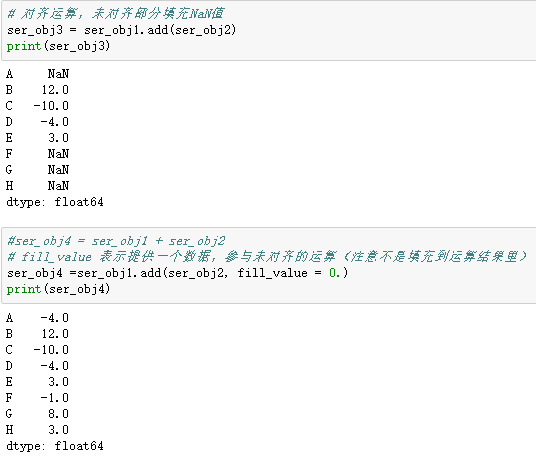 # 对齐运算，未对齐部分填充NaN值
ser_obj3 = ser_obj1.add(ser_obj2)
print(ser_obj3)
A NaN
B 12.0
C -10.0
D -4.0
E 3.0
F NaN
G NaN
H NaN
dtype: float64
#ser_obj4 = ser_obj1 + ser_obj2
# fill_value 表示提供一个数据，参与未对齐的运算（注意不是填充到运算结果里）
ser_obj4 =ser_obj1.add(ser_obj2, fill_value = 0.)
print(ser_obj4)
A -4.0
B 12.0
C -10.0
D -4.0
E 3.0
F -1.0
G 8.0
H 3.0
dtype: float64